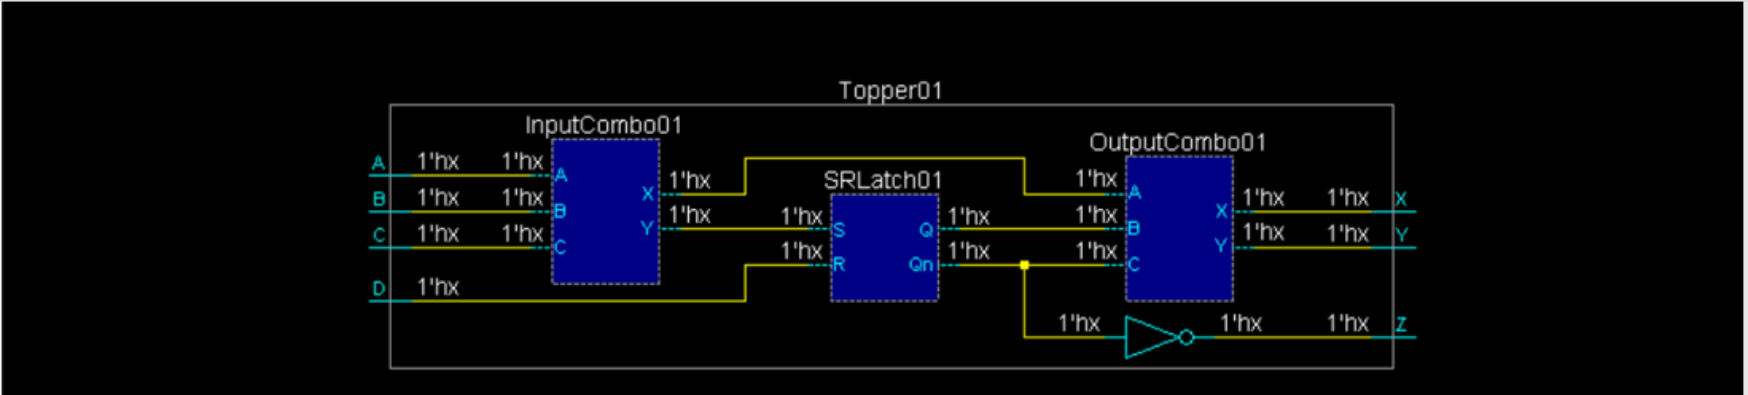 Topper01
InputCombo01
OutputCombo01
SRLatch01
A 1'hx 1'hx A X 1'hx 1'hx A X 1'hx 1'hx X
B 1'hx 1'hx B Y 1'hx 1'hx S Q 1'hx 1'hx B Y 1'hx 1'hx Y
C 1'hx 1'hx C 1'hx R Qn 1'hx 1'hx C
D 1'hx 1'hx 1'hx 1'hx Z